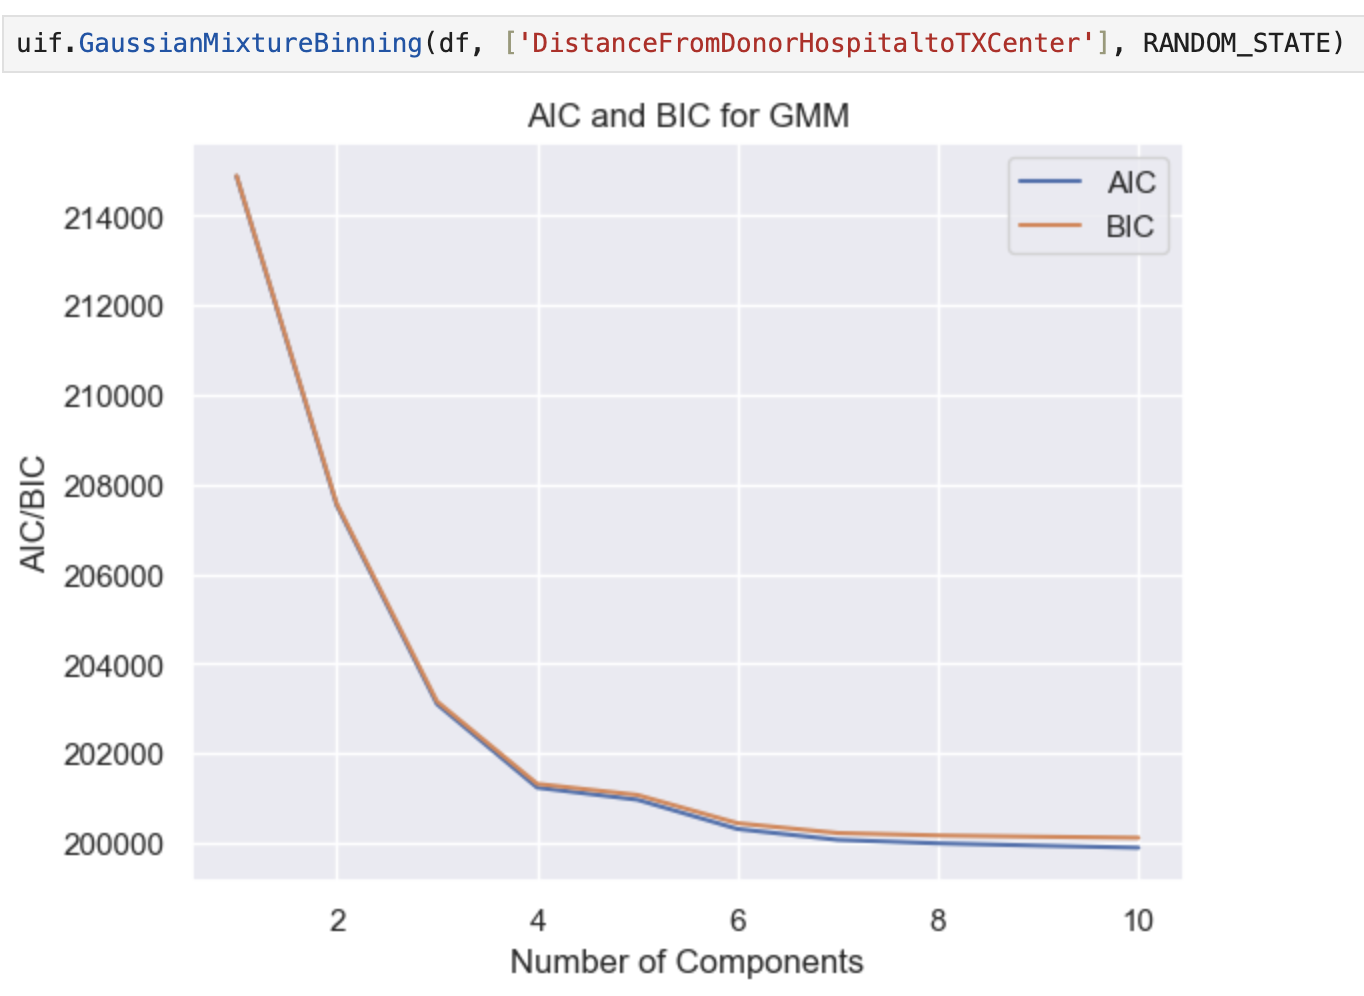 uif.GaussianMixtureBinning(df, ['DistanceFromDonorHospitaltoTXCenter'], RANDOM_STATE)
AIC and BIC for GMM
AIC
BIC
214000
212000
210000
208000
206000
204000
202000
200000
AIC/BIC
2 4 6 8 10
Number of Components